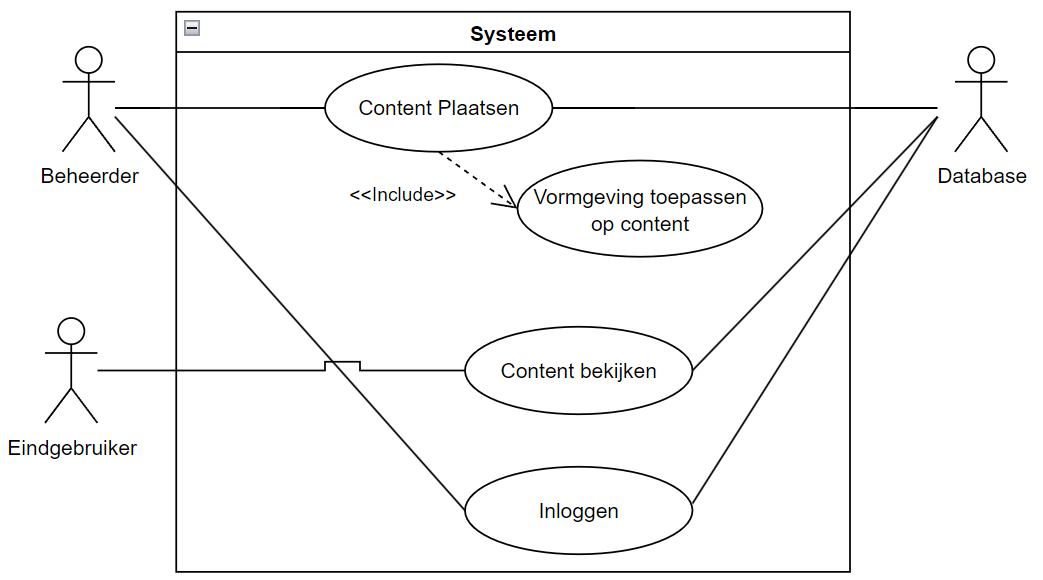 Systeem
Content Plaatsen
Beheerder
Database
<<Include>>
Vormgeving toepassen
op content
Content bekijken
Eindgebruiker
Inloggen